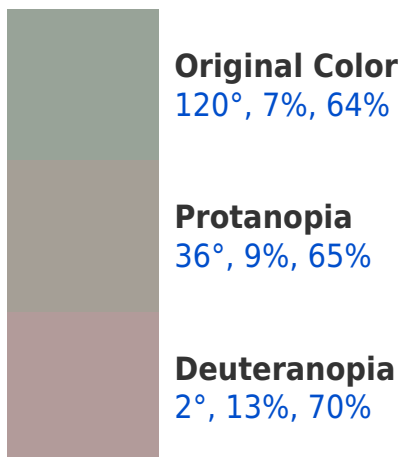 Original Color
120°, 7%, 64%
Protanopia
36°, 9%, 65%
Deuteranopia
2°, 13%, 70%